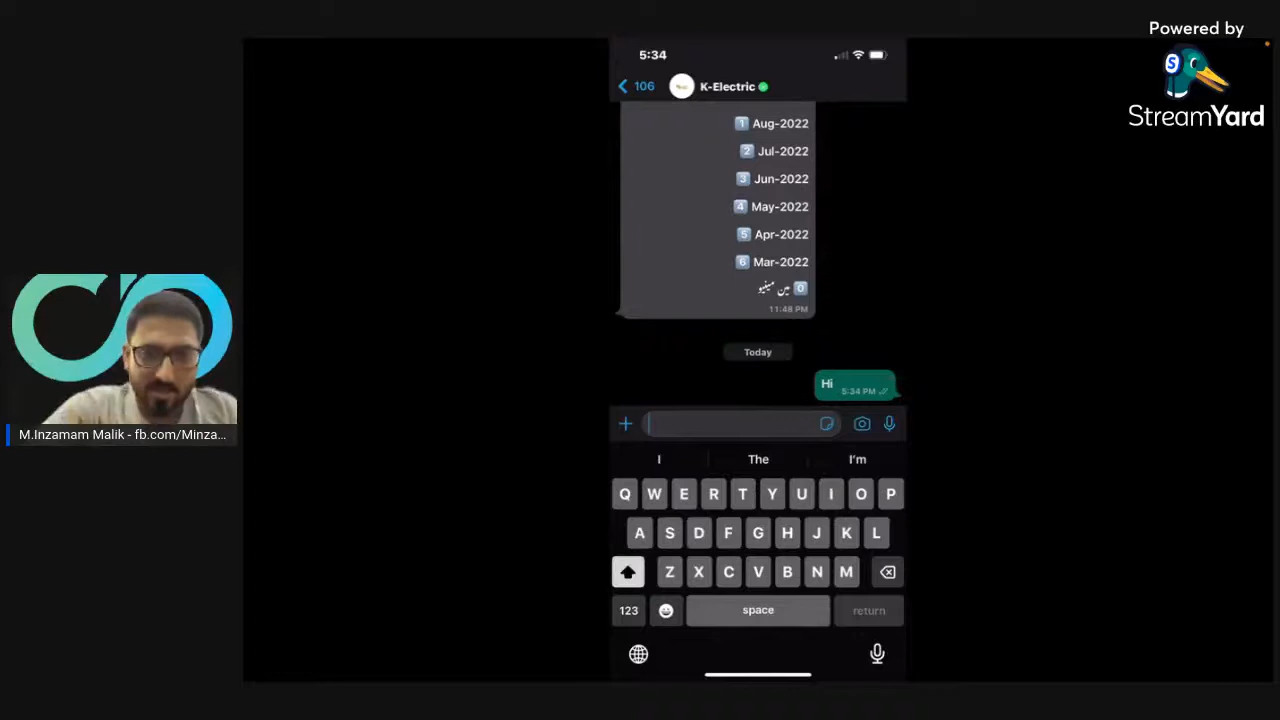 Powered by
StreamYard
5:34
106
K-Electric
1 Aug-2022
2 Jul-2022
3 Jun-2022
4 May-2022
5 Apr-2022
6 Mar-2022
0 مین مینیو
11:48 PM
Today
Hi
5:34 PM
I The I'm
Q W E R T Y U I O P
A S D F G H J K L
Z X C V B N M
123 space return
M.Inzamam Malik - fb.com/Minza...